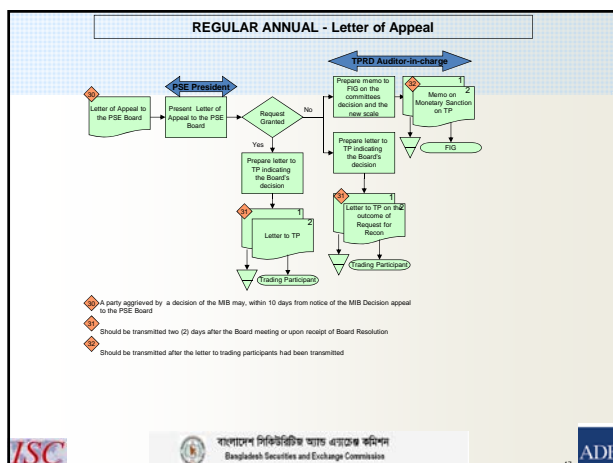 REGULAR ANNUAL - Letter of Appeal
TPRD Auditor-in-charge
PSE President
30
Letter of Appeal to
the PSE Board
Present Letter of
Appeal to the PSE
Board
Request
Granted
No
Yes
Prepare memo to
FIG on the
committees
decision and the
new scale
32
1
2
Memo on
Monetary Sanction
on TP
FIG
Prepare letter to
TP indicating
the Board's
decision
Prepare letter to
TP indicating
the Board's
decision
31
1
2
Letter to TP
Trading Participant
31
1
2
Letter to TP on the
outcome of
Request for
Recon
Trading Participant
30 A party aggrieved by a decision of the MIB may, within 10 days from notice of the MIB Decision appeal
to the PSE Board
31
Should be transmitted two (2) days after the Board meeting or upon receipt of Board Resolution
32
Should be transmitted after the letter to trading participants had been transmitted
ISC
বাংলাদেশ সিকিউরিটিজ অ্যান্ড এক্সচেঞ্জ কমিশন
Bangladesh Securities and Exchange Commission